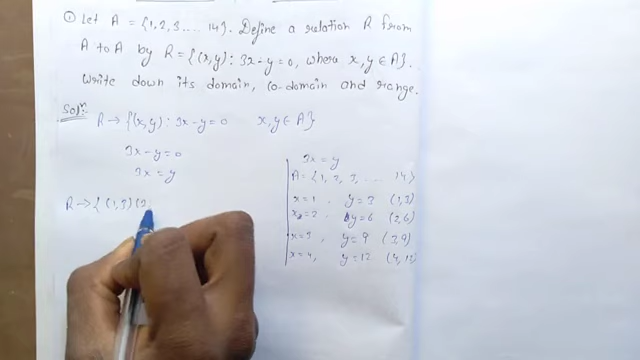 ① Let A = {1, 2, 3 .... 14}. Define a relation R from
A to A by R = {(x,y) : 3x-y=0, where x,y ∈ A}.
Write down its domain, co-domain and range.
Solⁿ:-
R → {(x,y) : 3x-y=0 x,y ∈ A}
3x-y=0
3x = y
R → { (1,3) (2
3x = y
A = {1, 2, 3, .... 14}
x=1, y=3 (1,3)
x=2, y=6 (2,6)
x=3, y=9 (3,9)
x=4, y=12 (4,12)